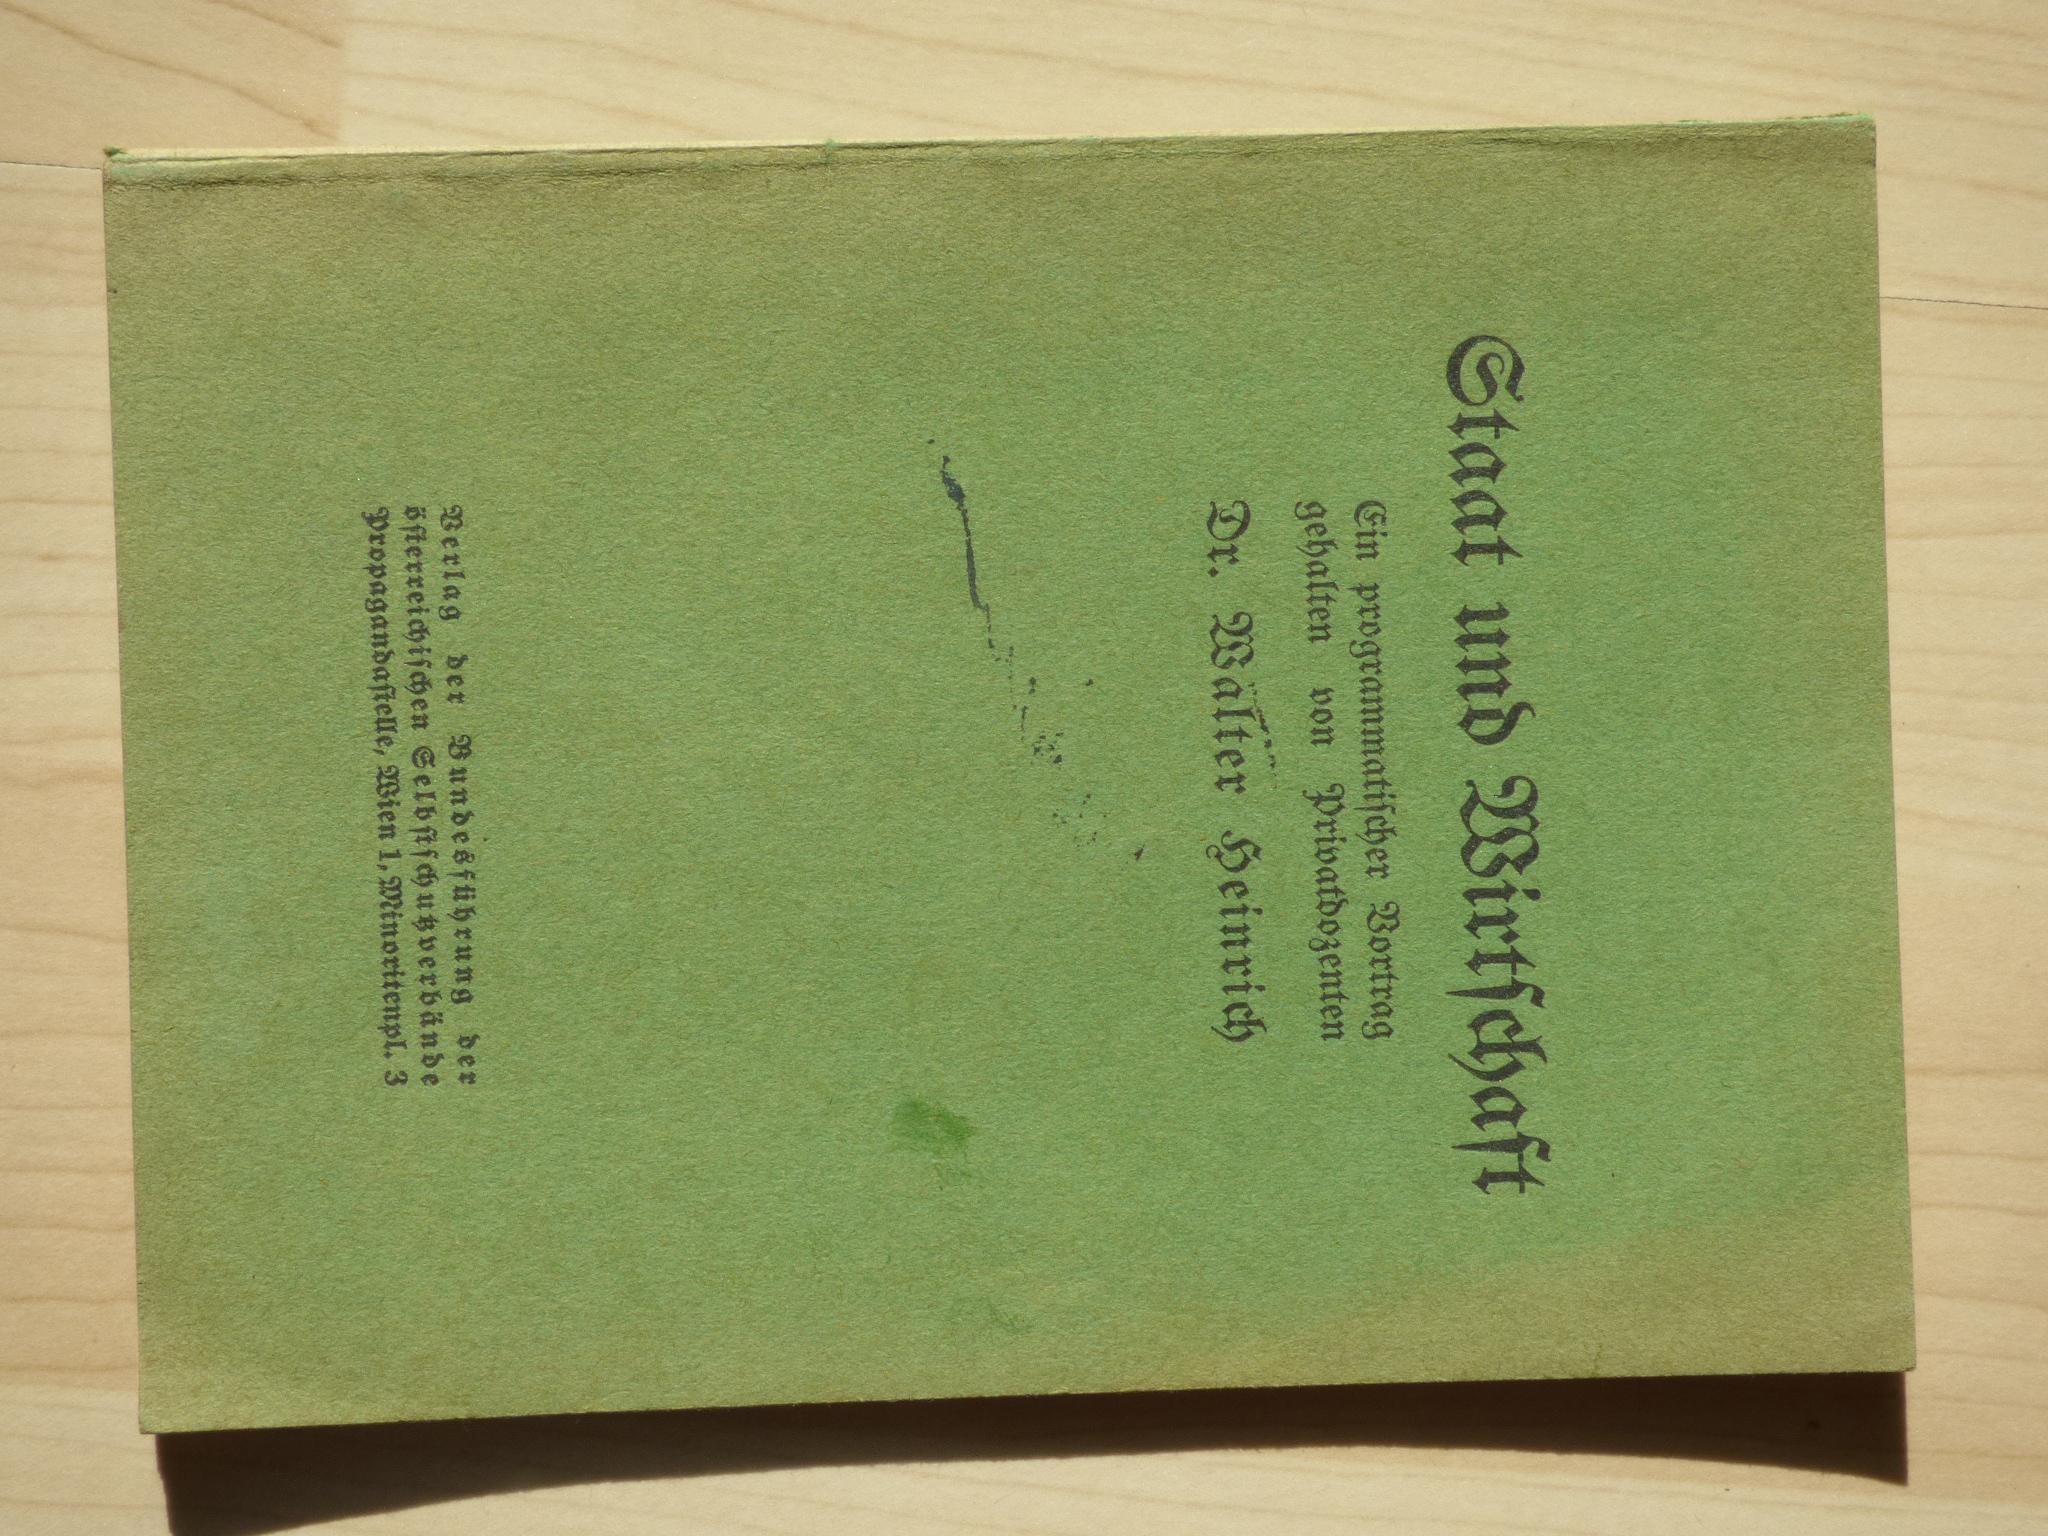 Staat und Wirtschaft
Ein programmatischer Vortrag
gehalten von Privatdozenten
Dr. Walter Heinrich
Verlag der Bundesführung der
österreichischen Selbstschutzverbände
Propagandastelle, Wien 1, Minoritenpl. 3